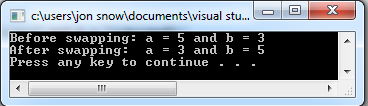 c:\users\jon snow\documents\visual stu...
Before swapping: a = 5 and b = 3
After swapping: a = 3 and b = 5
Press any key to continue . . .